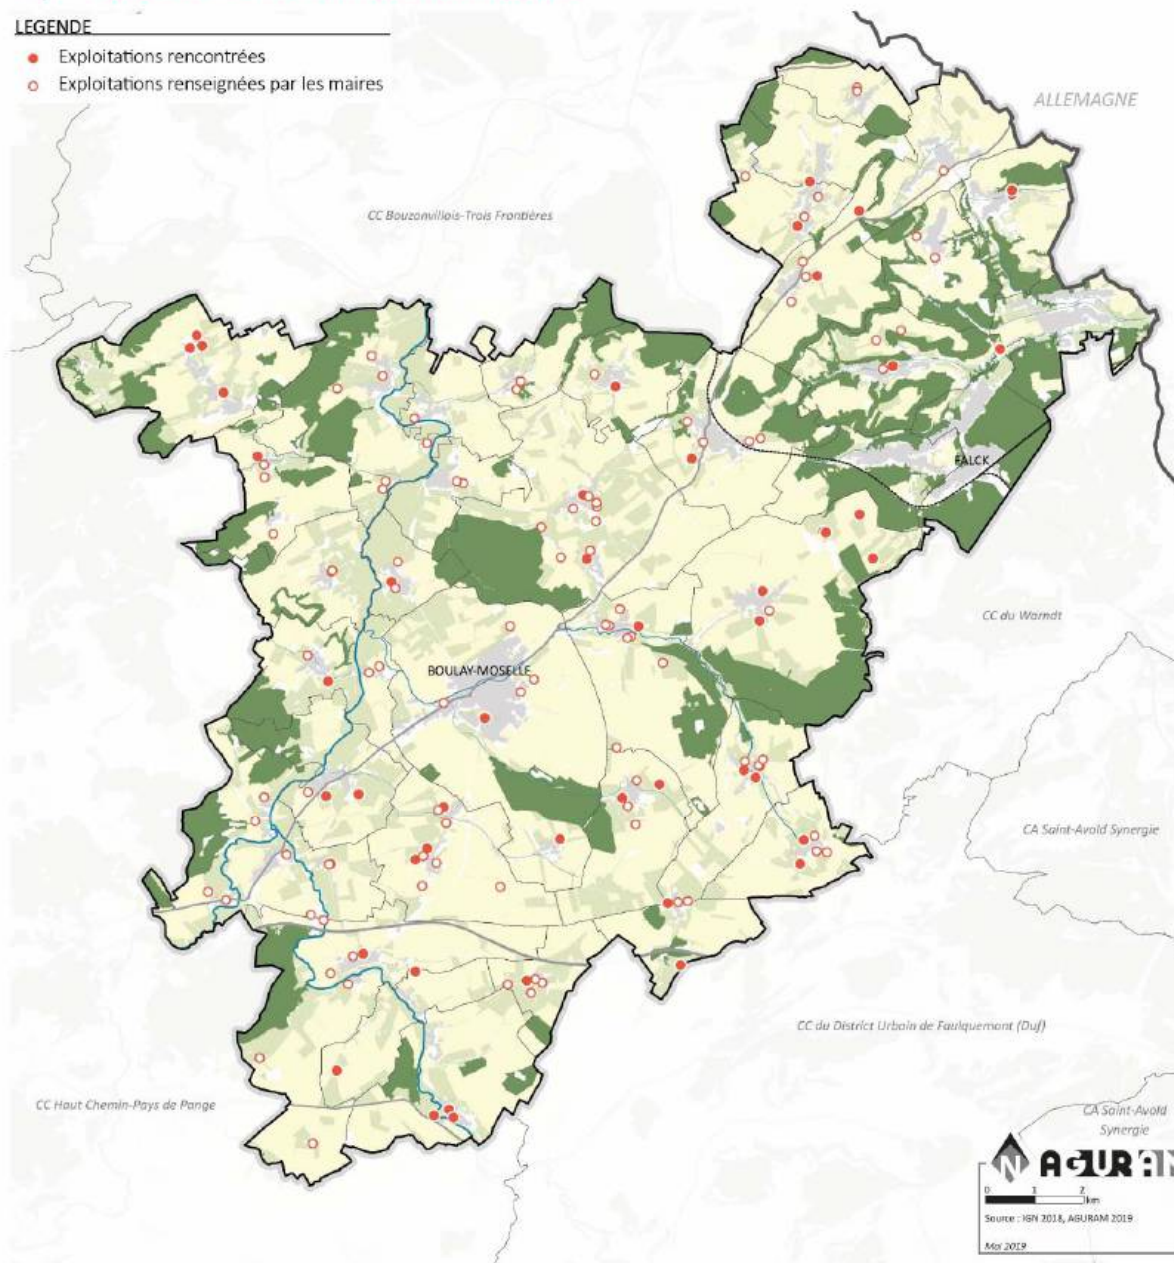 LEGENDE
Exploitations rencontrées
Exploitations renseignées par les maires
ALLEMAGNE
CC Bouzonvillois-Trois Frontières
FALCK
CC du Warndt
BOULAY-MOSELLE
CA Saint-Avold Synergie
CC du District Urbain de Faulquemont (Duf)
CC Haut Chemin-Pays de Pange
CA Saint-Avold
Synergie
N AGURAM
0 1 2
km
Source : IGN 2018, AGURAM 2019
Mai 2019